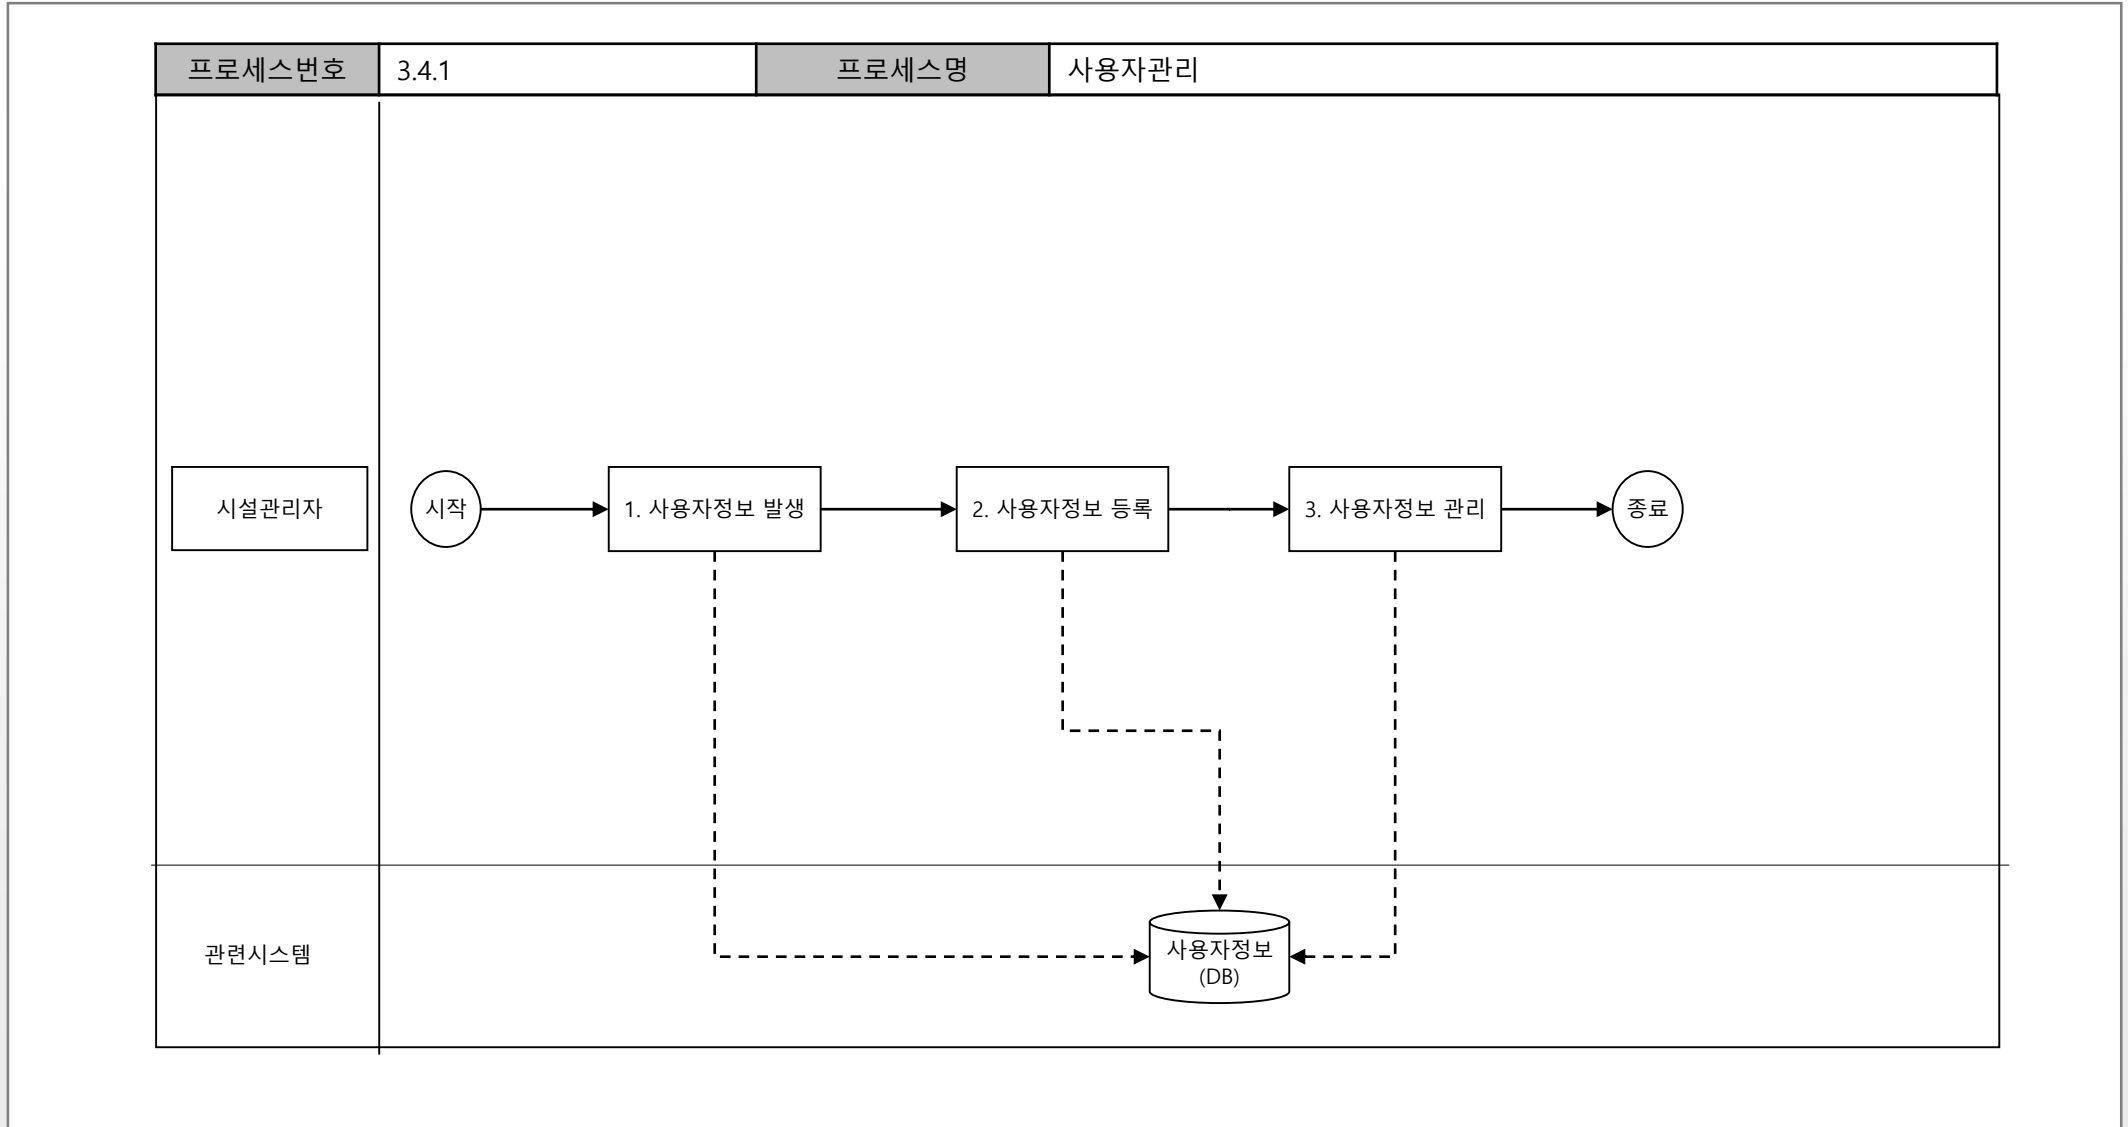 프로세스번호 3.4.1 프로세스명 사용자관리
시설관리자 시작 1. 사용자정보 발생 2. 사용자정보 등록 3. 사용자정보 관리 종료
관련시스템
사용자정보
(DB)